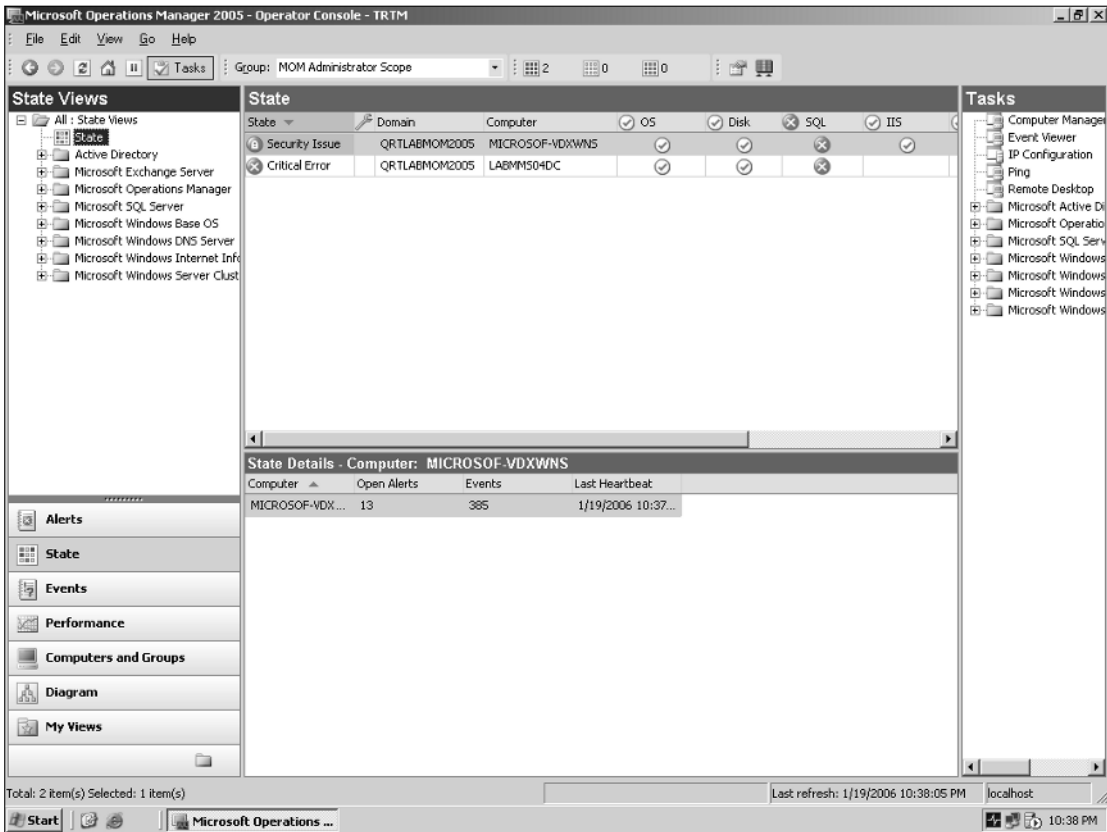 Microsoft Operations Manager 2005 - Operator Console - TRTM
File Edit View Go Help
Tasks Group: MOM Administrator Scope 2 0 0
State Views
All : State Views
State
Active Directory
Microsoft Exchange Server
Microsoft Operations Manager
Microsoft SQL Server
Microsoft Windows Base OS
Microsoft Windows DNS Server
Microsoft Windows Internet Info
Microsoft Windows Server Clust
Alerts
State
Events
Performance
Computers and Groups
Diagram
My Views
State
State Domain Computer OS Disk SQL IIS
Security Issue QRTLABMOM2005 MICROSOF-VDXWNS
Critical Error QRTLABMOM2005 LABMMS04DC
State Details - Computer: MICROSOF-VDXWNS
Computer Open Alerts Events Last Heartbeat
MICROSOF-VDX... 13 385 1/19/2006 10:37...
Tasks
Computer Manager
Event Viewer
IP Configuration
Ping
Remote Desktop
Microsoft Active Di
Microsoft Operatio
Microsoft SQL Serv
Microsoft Windows
Microsoft Windows
Microsoft Windows
Microsoft Windows
Total: 2 item(s) Selected: 1 item(s) Last refresh: 1/19/2006 10:38:05 PM localhost
Start Microsoft Operations ... 10:38 PM